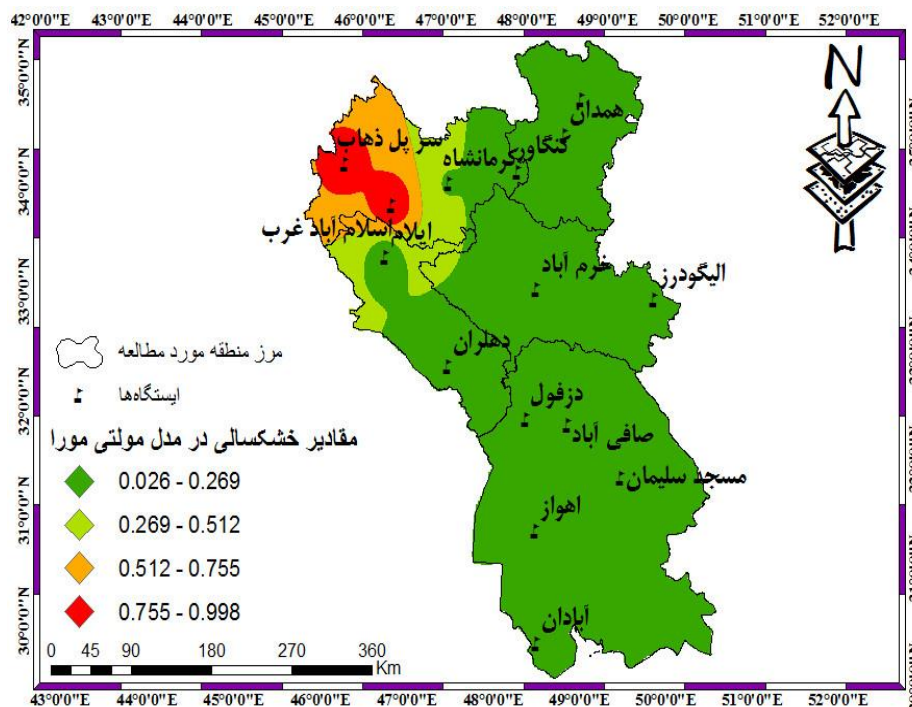 42°0'0"E 43°0'0"E 44°0'0"E 45°0'0"E 46°0'0"E 47°0'0"E 48°0'0"E 49°0'0"E 50°0'0"E 51°0'0"E 52°0'0"E
35°0'0"N
34°0'0"N
33°0'0"N
32°0'0"N
31°0'0"N
30°0'0"N
N
همدان
کنگاور
کرمانشاه
سر پل ذهاب
اسلام آباد غرب
ایلام
خرم آباد
الیگودرز
دهلران
دزفول
صافی آباد
مسجد سلیمان
اهواز
آبادان
مرز منطقه مورد مطالعه
ایستگاه‌ها
مقادیر خشکسالی در مدل مولتی مورا
0.026 - 0.269
0.269 - 0.512
0.512 - 0.755
0.755 - 0.998
0 45 90 180 270 360
Km
43°0'0"E 44°0'0"E 45°0'0"E 46°0'0"E 47°0'0"E 48°0'0"E 49°0'0"E 50°0'0"E 51°0'0"E 52°0'0"E